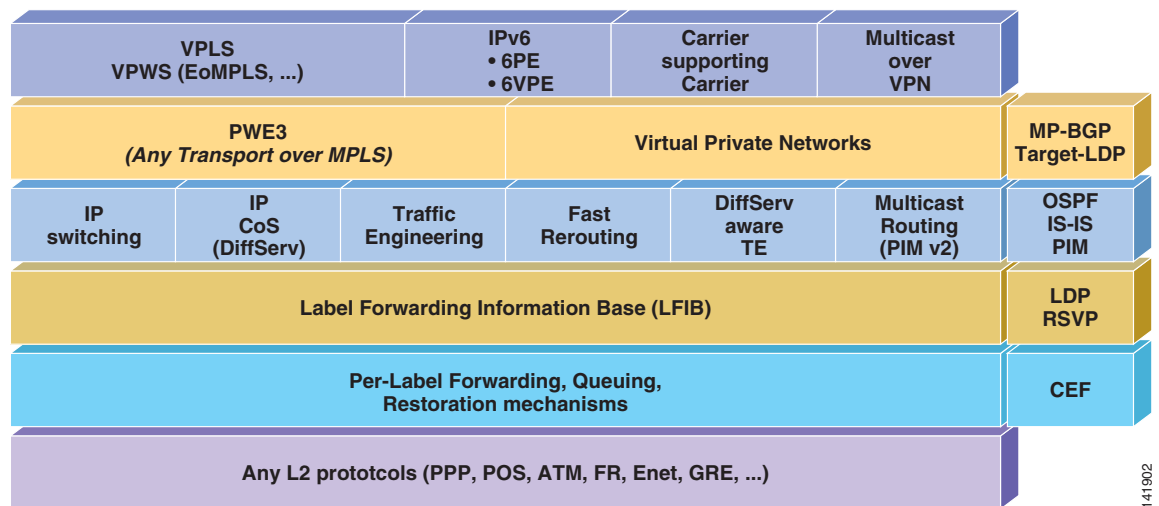 VPLS
VPWS (EoMPLS, ...)
IPv6
• 6PE
• 6VPE
Carrier
supporting
Carrier
Multicast
over
VPN
PWE3
(Any Transport over MPLS)
Virtual Private Networks
MP-BGP
Target-LDP
IP
switching
IP
CoS
(DiffServ)
Traffic
Engineering
Fast
Rerouting
DiffServ
aware
TE
Multicast
Routing
(PIM v2)
OSPF
IS-IS
PIM
Label Forwarding Information Base (LFIB)
LDP
RSVP
Per-Label Forwarding, Queuing,
Restoration mechanisms
CEF
Any L2 prototcols (PPP, POS, ATM, FR, Enet, GRE, ...)
141902